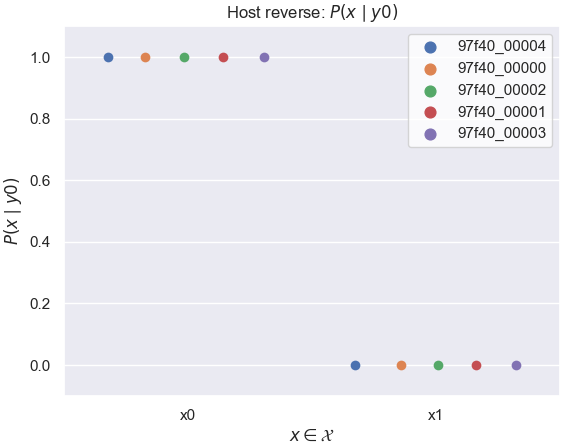 Host reverse: P(x | y0)
1.0
0.8
0.6
0.4
0.2
0.0
P(x | y0)
97f40_00004
97f40_00000
97f40_00002
97f40_00001
97f40_00003
x0 x1
x ∈ 𝒳